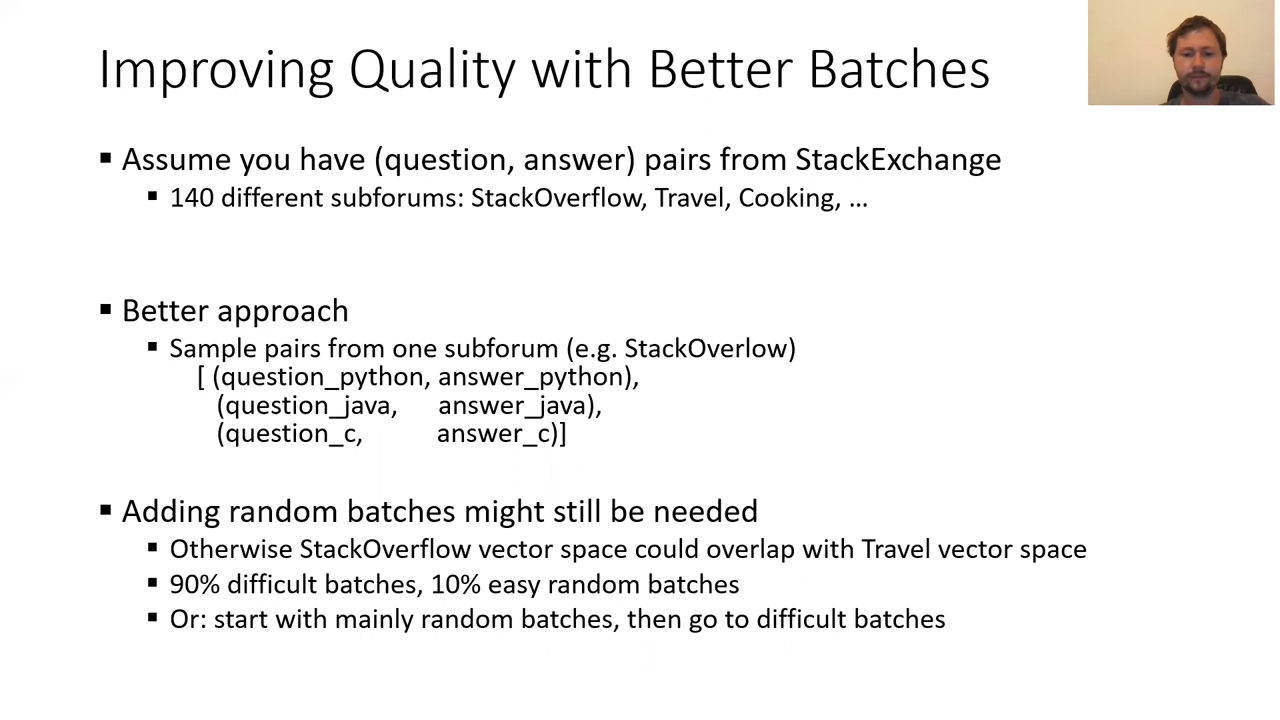 Improving Quality with Better Batches
▪ Assume you have (question, answer) pairs from StackExchange
▪ 140 different subforums: StackOverflow, Travel, Cooking, …
▪ Better approach
▪ Sample pairs from one subforum (e.g. StackOverlow)
[ (question_python, answer_python),
(question_java, answer_java),
(question_c, answer_c)]
▪ Adding random batches might still be needed
▪ Otherwise StackOverflow vector space could overlap with Travel vector space
▪ 90% difficult batches, 10% easy random batches
▪ Or: start with mainly random batches, then go to difficult batches